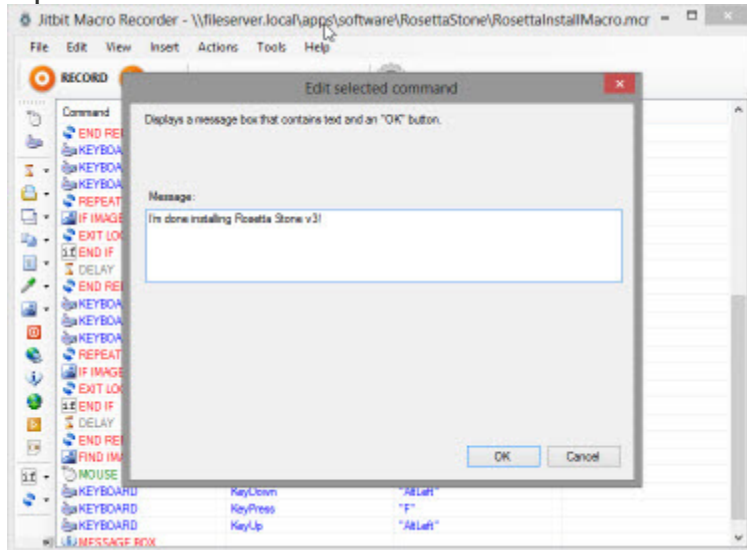 Jitbit Macro Recorder - \\fileserver.local\apps\software\RosettaStone\RosettaInstallMacro.mcr
File Edit View Insert Actions Tools Help
RECORD
Edit selected command
Command
Displays a message box that contains text and an "OK" button.
END RE
KEYBOA
KEYBOA
Message:
KEYBOA
REPEAT
I'm done installing Rosetta Stone v3!
IF IMAGE
EXIT LOO
END IF
DELAY
END REI
KEYBOA
KEYBOA
KEYBOA
REPEAT
IF IMAGE
EXIT LOO
END IF
DELAY
END REI
OK Cancel
FIND IMA
MOUSE
KEYBOARD KeyDown "AltLeft"
KEYBOARD KeyPress "F"
KEYBOARD KeyUp "AltLeft"
MESSAGE BOX